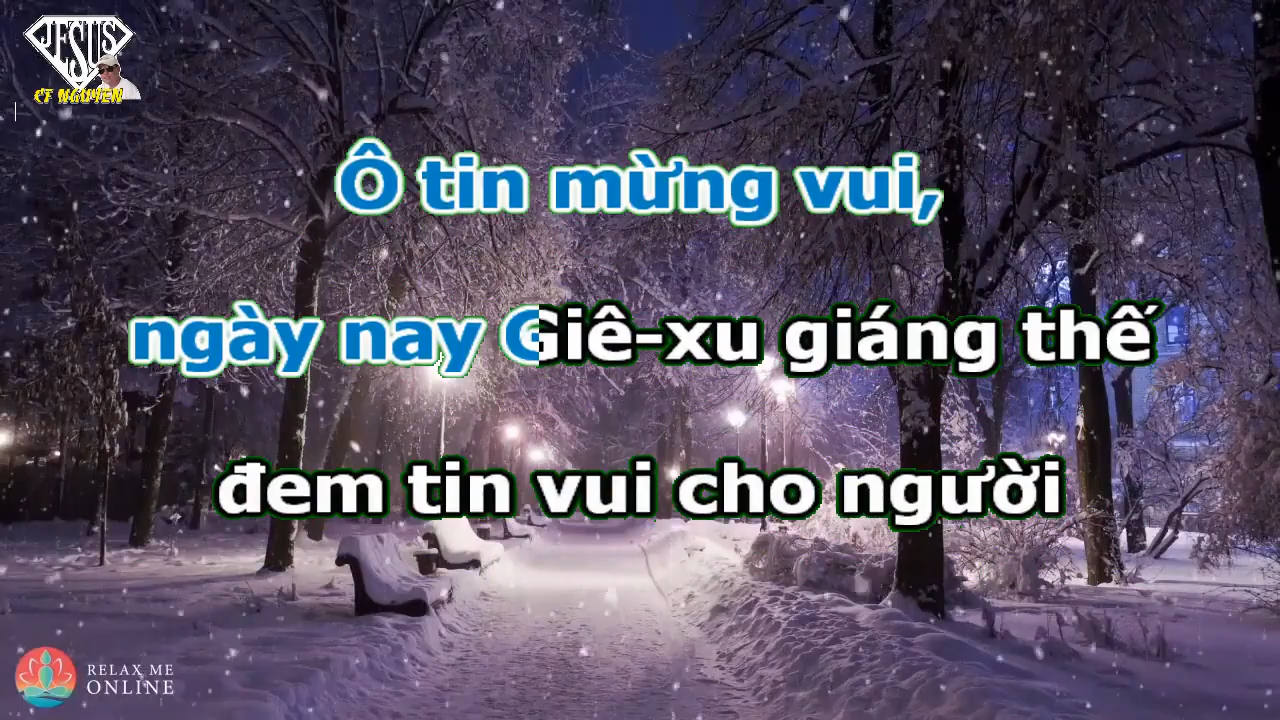 JESUS
CF NGUYEN
Ô tin mừng vui,
ngày nay Giê-xu giáng thế
đem tin vui cho người
RELAX ME
ONLINE